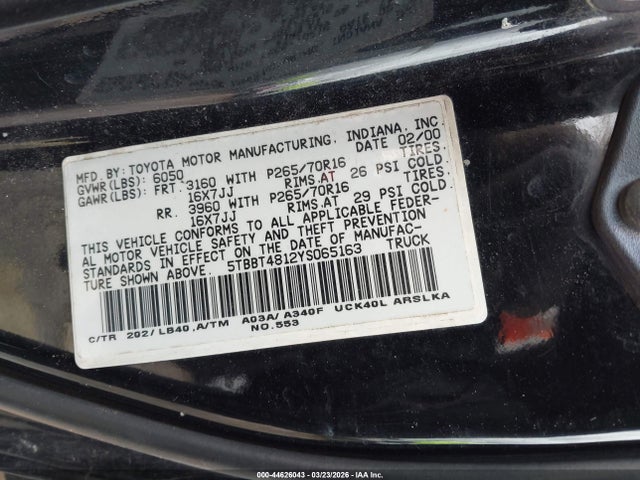 MFD. BY: TOYOTA MOTOR MANUFACTURING, INDIANA, INC.
GVWR(LBS): 6050 DATE 02/00
GAWR(LBS): FRT. 3160 WITH P265/70R16 TIRES.
16X7JJ RIMS.AT 26 PSI COLD.
RR. 3960 WITH P265/70R16 TIRES.
16X7JJ RIMS.AT 29 PSI COLD.
THIS VEHICLE CONFORMS TO ALL APPLICABLE FEDER-
AL MOTOR VEHICLE SAFETY AND THEFT PREVENTION
STANDARDS IN EFFECT ON THE DATE OF MANUFAC-
TURE SHOWN ABOVE. 5TBBT4812YS065163 TRUCK
C/TR 202/LB40,A/TM A03A/A340F UCK40L ARSLKA
NO.553
000-44626043 - 03/23/2026 - IAA Inc.